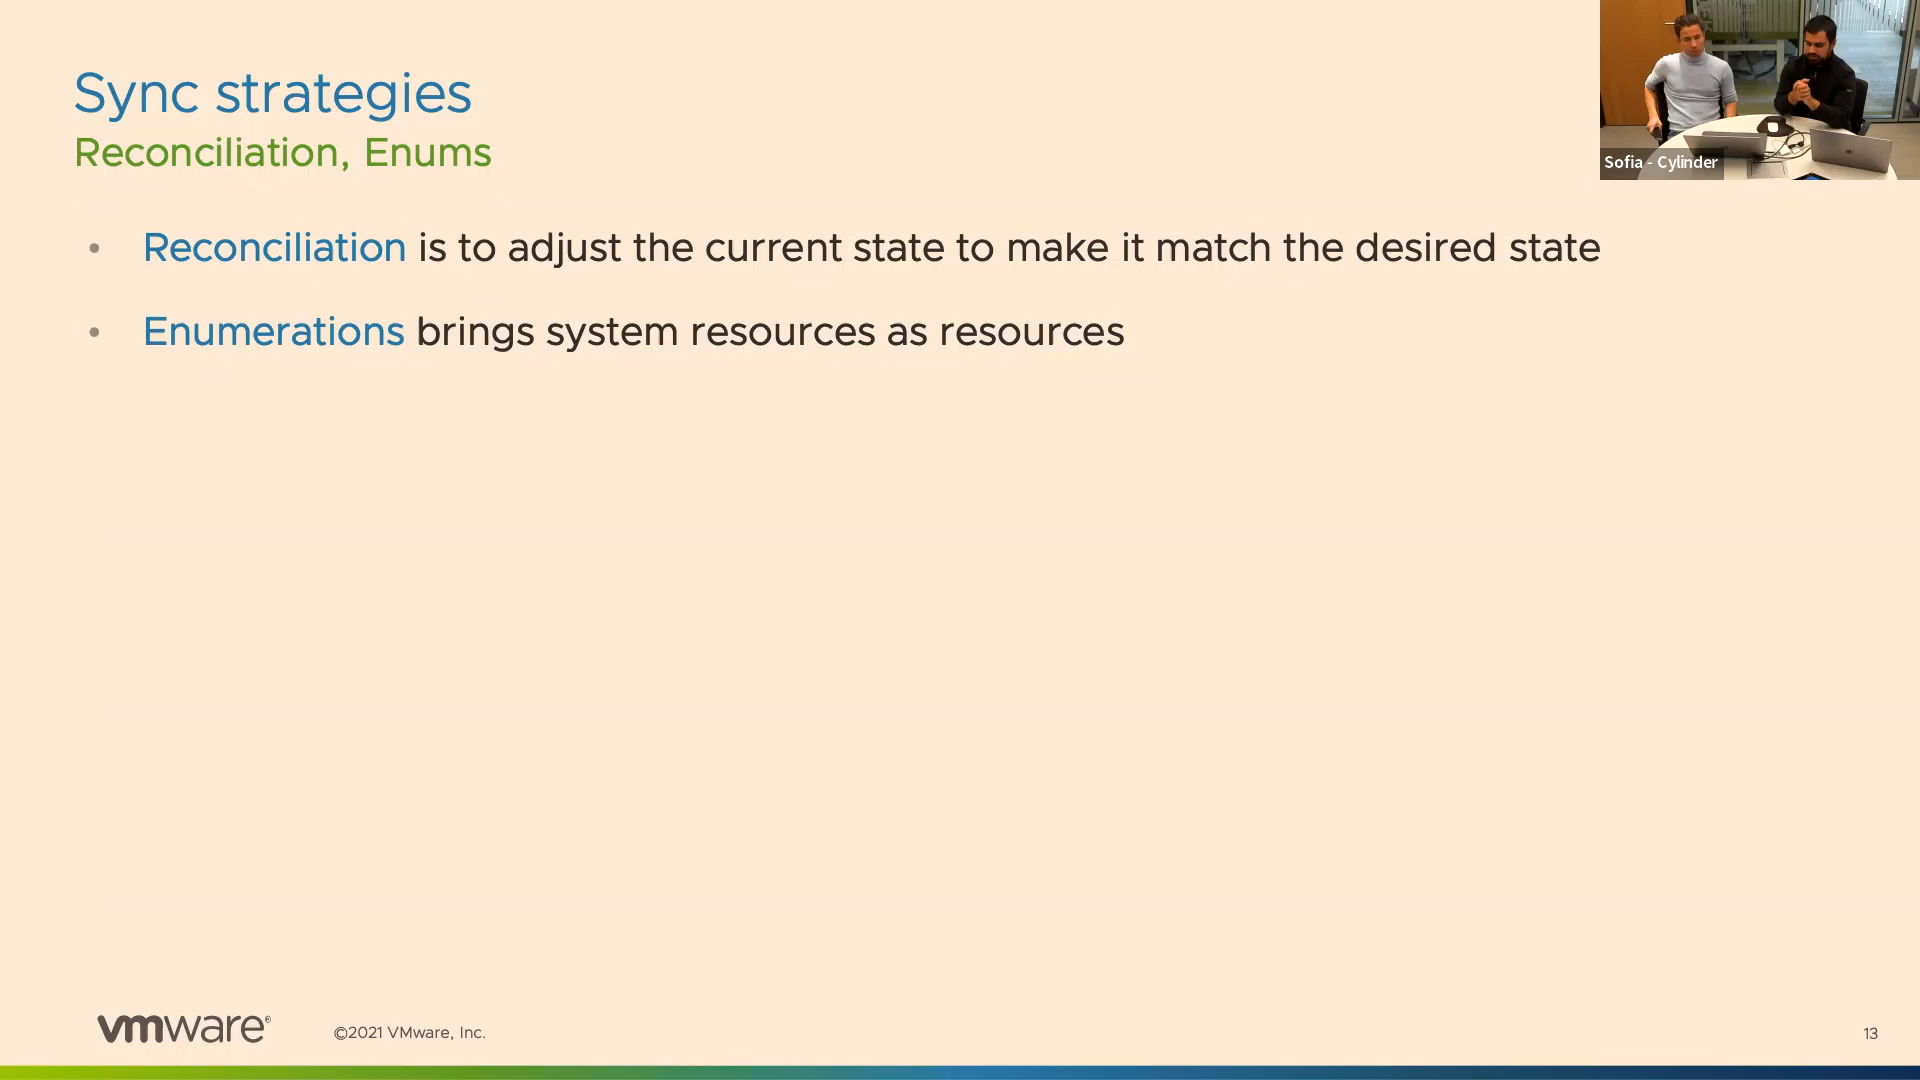 Sync strategies
Reconciliation, Enums
Sofia - Cylinder
• Reconciliation is to adjust the current state to make it match the desired state
• Enumerations brings system resources as resources
vmware®
©2021 VMware, Inc.
13